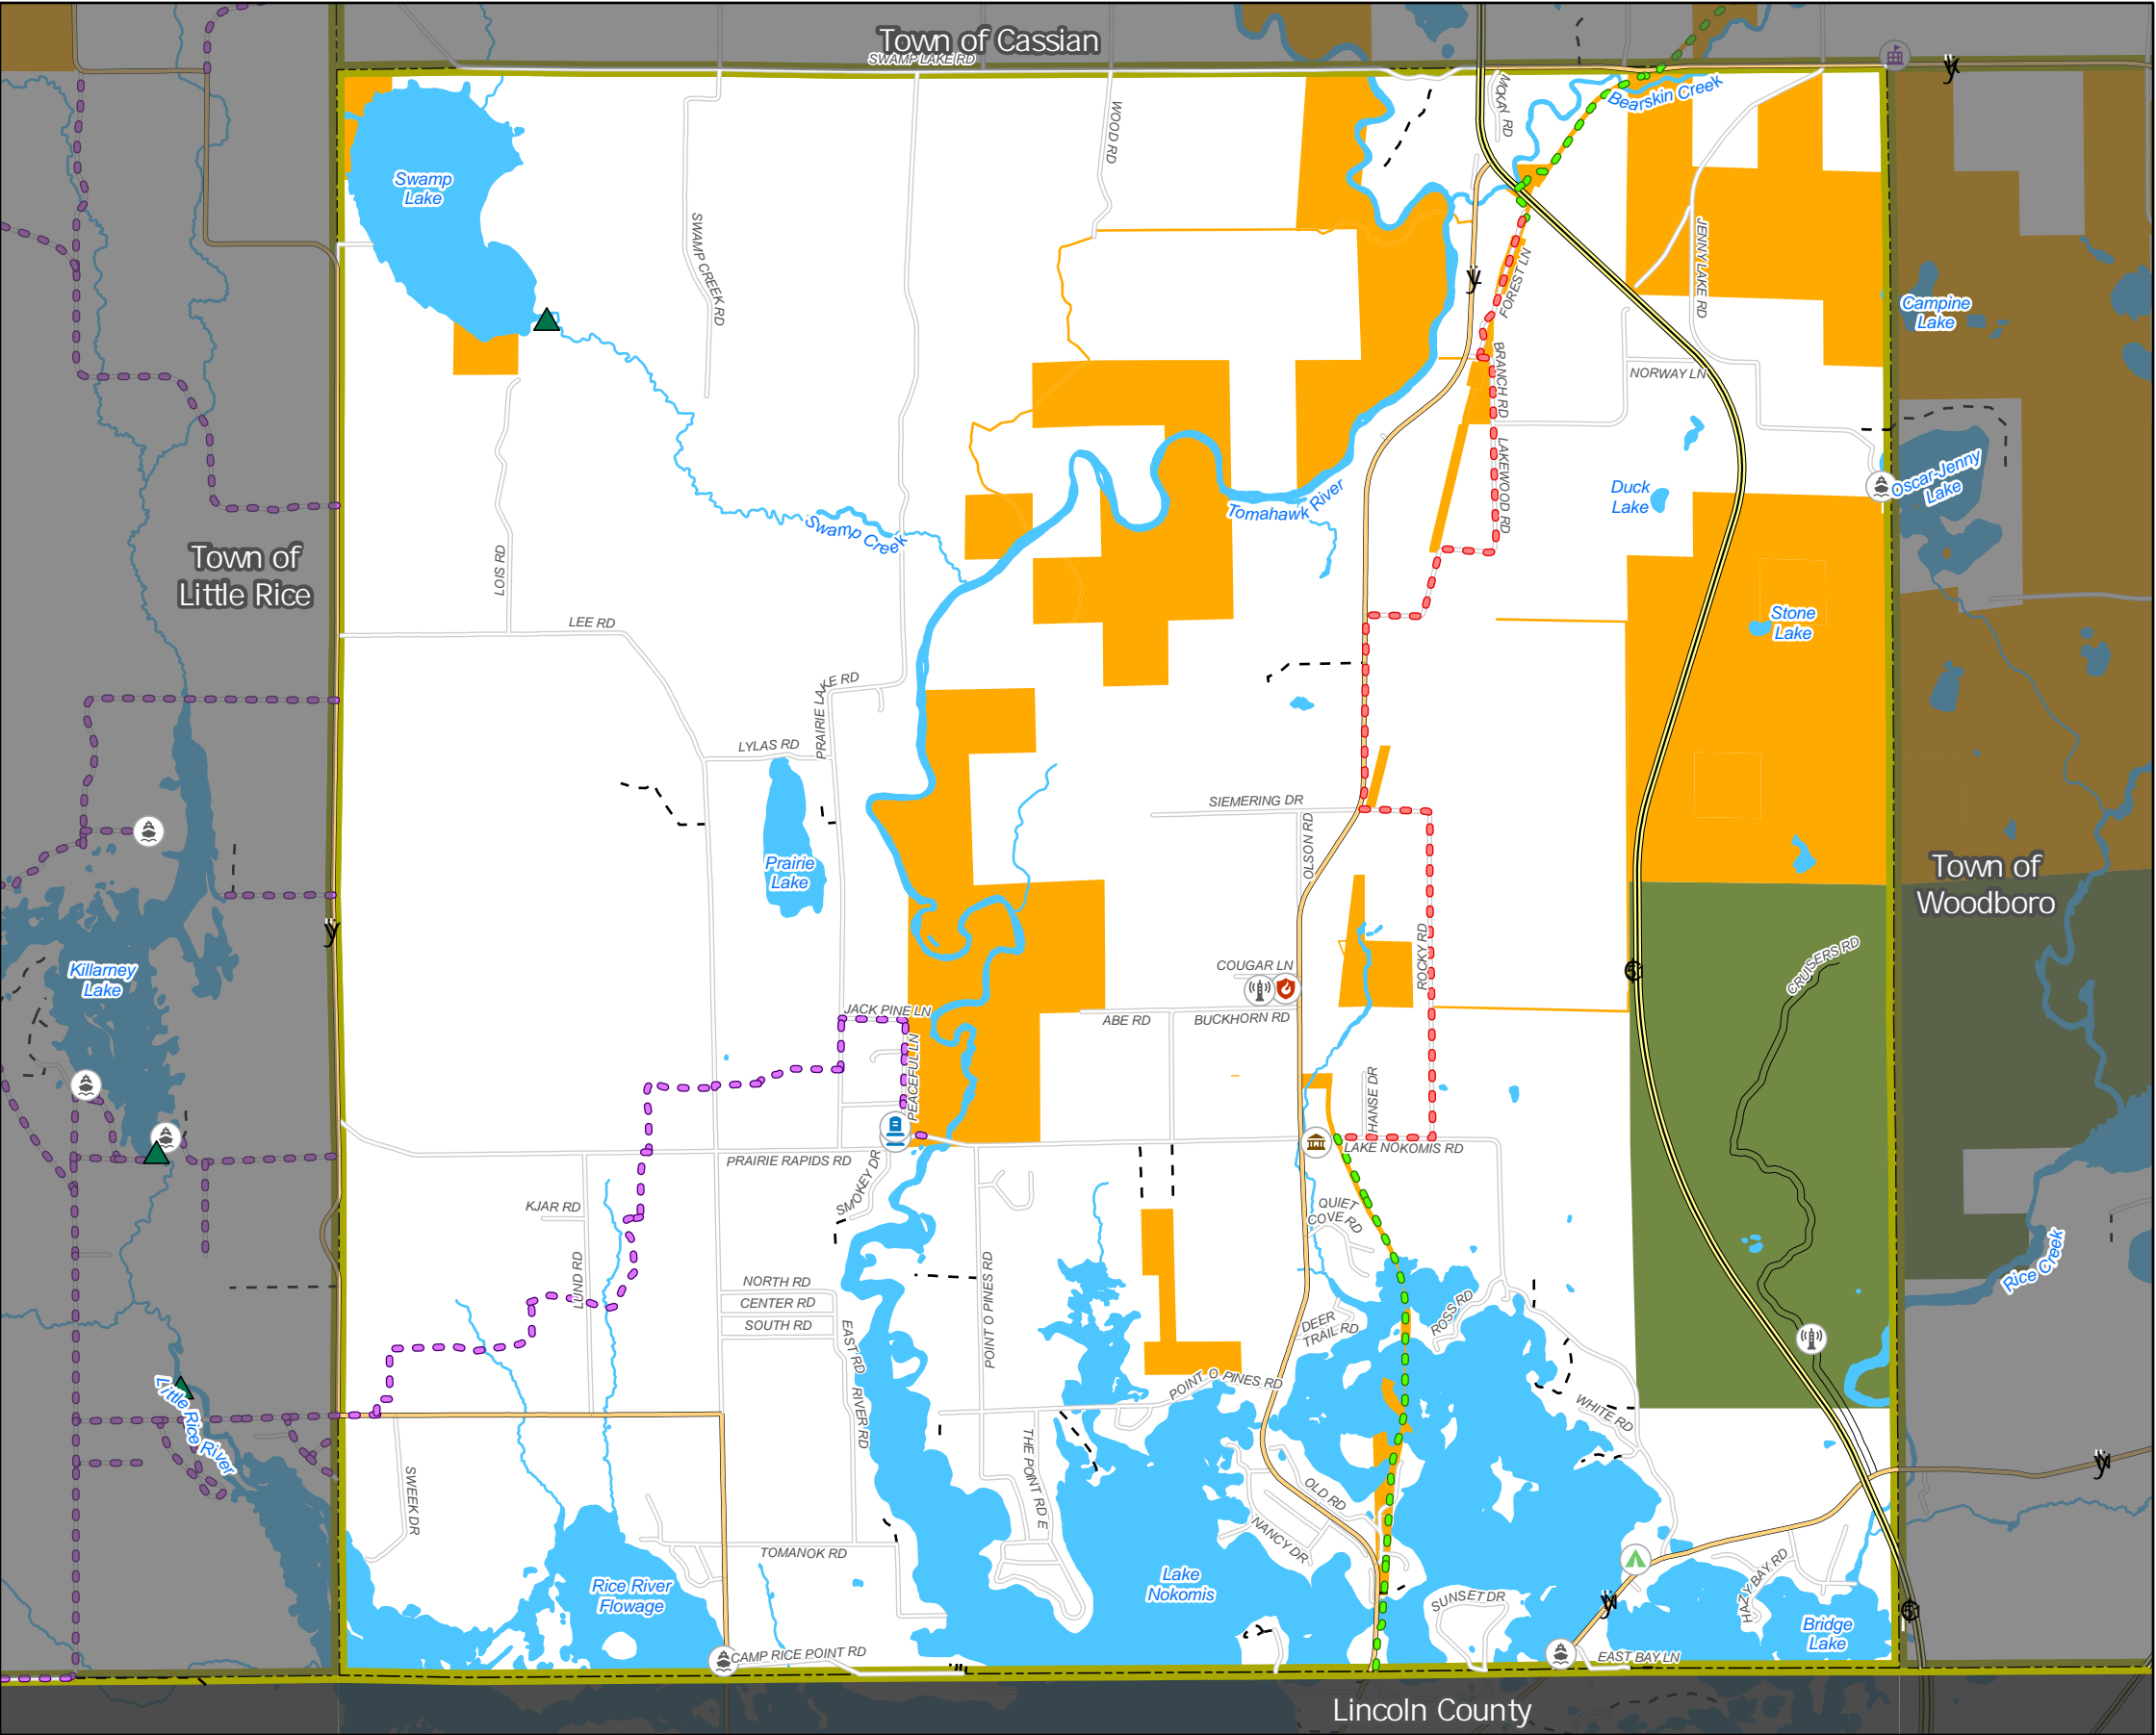 Town of Cassian
SWAMP LAKE RD
Bearskin Creek
MCKAY RD
WOOD RD
Swamp
Lake
SWAMP CREEK RD
JENNY LAKE RD
FOREST LN
Campine
Lake
BRANCH RD
NORWAY LN
LAKEWOOD RD
Oscar-Jenny
Lake
Duck
Lake
Tomahawk River
Swamp Creek
Town of
Little Rice
LOIS RD
LEE RD
Stone
Lake
PRAIRIE LAKE RD
LYLAS RD
SIEMERING DR
OLSON RD
Prairie
Lake
Town of
Woodboro
ROCKY RD
CRUISERS RD
Killarney
Lake
COUGAR LN
JACK PINE LN
ABE RD
BUCKHORN RD
PEACEFUL LN
HANSE DR
LAKE NOKOMIS RD
PRAIRIE RAPIDS RD
SMOKEY DR
KJAR RD
QUIET
COVE RD
Rice Creek
LUND RD
NORTH RD
CENTER RD
SOUTH RD
POINT O PINES RD
EAST RD
DEER
TRAIL RD
ROSS RD
POINT O PINES RD
RIVER RD
WHITE RD
Little Rice River
THE POINT RD E
SWEEK DR
OLD RD
NANCY DR
TOMANOK RD
Rice River
Flowage
Lake
Nokomis
SUNSET DR
HAZY BAY RD
Bridge
Lake
CAMP RICE POINT RD
EAST BAY LN
Lincoln County